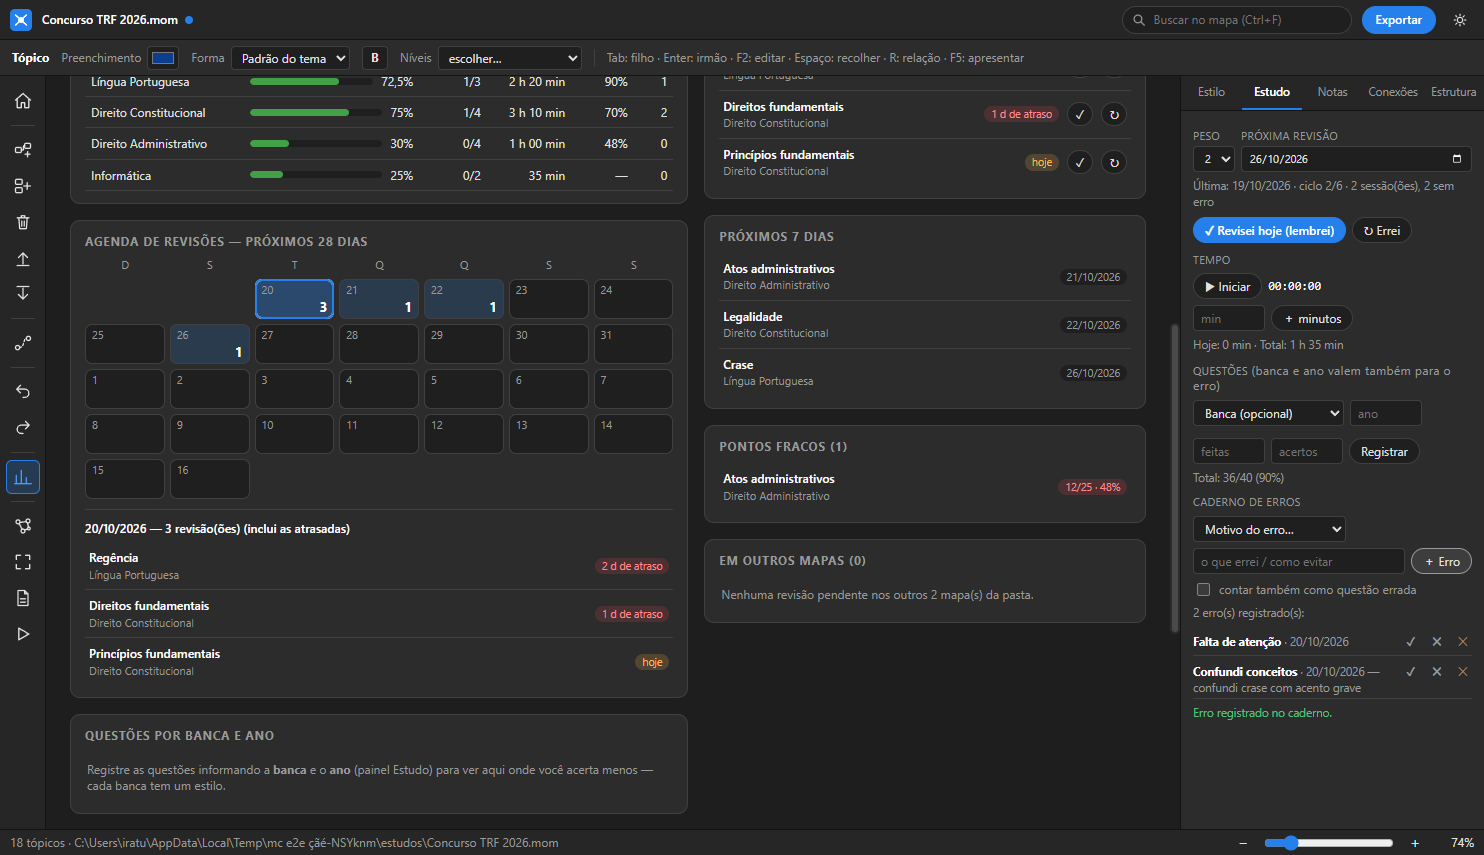 Concurso TRF 2026.mom
Buscar no mapa (Ctrl+F)
Exportar
Tópico Preenchimento Forma Padrão do tema B Níveis escolher... Tab: filho · Enter: irmão · F2: editar · Espaço: recolher · R: relação · F5: apresentar
Língua Portuguesa 72,5% 1/3 2 h 20 min 90% 1
Direito Constitucional 75% 1/4 3 h 10 min 70% 2
Direito Administrativo 30% 0/4 1 h 00 min 48% 0
Informática 25% 0/2 35 min — 0
AGENDA DE REVISÕES — PRÓXIMOS 28 DIAS
D S T Q Q S S
20 3 21 1 22 1 23 24
25 26 1 27 28 29 30 31
1 2 3 4 5 6 7
8 9 10 11 12 13 14
15 16
20/10/2026 — 3 revisão(ões) (inclui as atrasadas)
Regência
Língua Portuguesa
2 d de atraso
Direitos fundamentais
Direito Constitucional
1 d de atraso
Princípios fundamentais
Direito Constitucional
hoje
QUESTÕES POR BANCA E ANO
Registre as questões informando a banca e o ano (painel Estudo) para ver aqui onde você acerta menos —
cada banca tem um estilo.
Língua Portuguesa
Direitos fundamentais
Direito Constitucional
1 d de atraso
Princípios fundamentais
Direito Constitucional
hoje
PRÓXIMOS 7 DIAS
Atos administrativos
Direito Administrativo
21/10/2026
Legalidade
Direito Constitucional
22/10/2026
Crase
Língua Portuguesa
26/10/2026
PONTOS FRACOS (1)
Atos administrativos
Direito Administrativo
12/25 · 48%
EM OUTROS MAPAS (0)
Nenhuma revisão pendente nos outros 2 mapa(s) da pasta.
Estilo Estudo Notas Conexões Estrutura
PESO PRÓXIMA REVISÃO
2 26/10/2026
Última: 19/10/2026 · ciclo 2/6 · 2 sessão(ões), 2 sem
erro
✓ Revisei hoje (lembrei) ↻ Errei
TEMPO
▶ Iniciar 00:00:00
min + minutos
Hoje: 0 min · Total: 1 h 35 min
QUESTÕES (banca e ano valem também para o
erro)
Banca (opcional) ano
feitas acertos Registrar
Total: 36/40 (90%)
CADERNO DE ERROS
Motivo do erro...
o que errei / como evitar + Erro
contar também como questão errada
2 erro(s) registrado(s):
Falta de atenção · 20/10/2026
Confundi conceitos · 20/10/2026 —
confundi crase com acento grave
Erro registrado no caderno.
18 tópicos · C:\Users\iratu\AppData\Local\Temp\mc e2e çãé-NSYknm\estudos\Concurso TRF 2026.mom
− + 74%